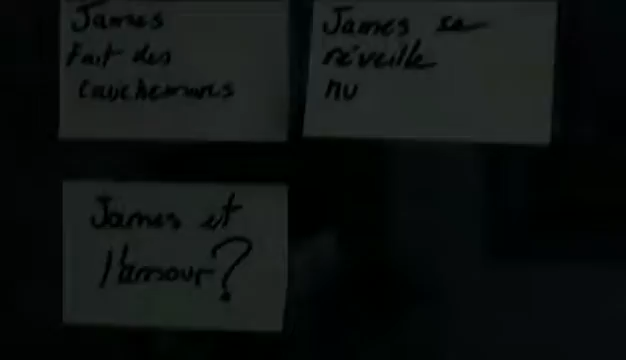 James
fait des
cauchemars
James se
réveille
nu
James et
l'amour?